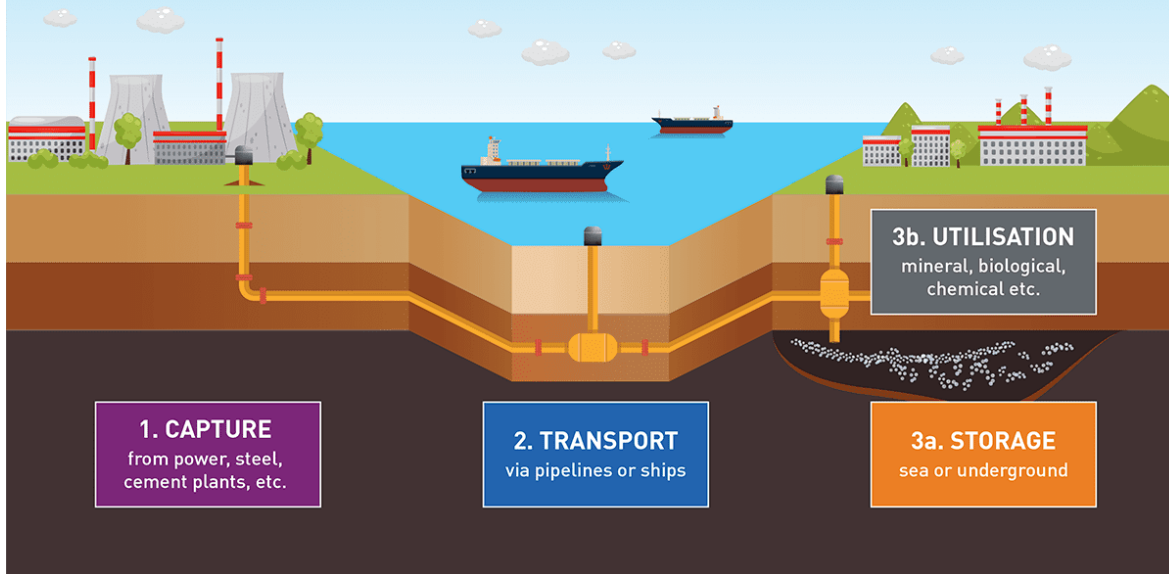 3b. UTILISATION
mineral, biological,
chemical etc.
1. CAPTURE
from power, steel,
cement plants, etc.
2. TRANSPORT
via pipelines or ships
3a. STORAGE
sea or underground